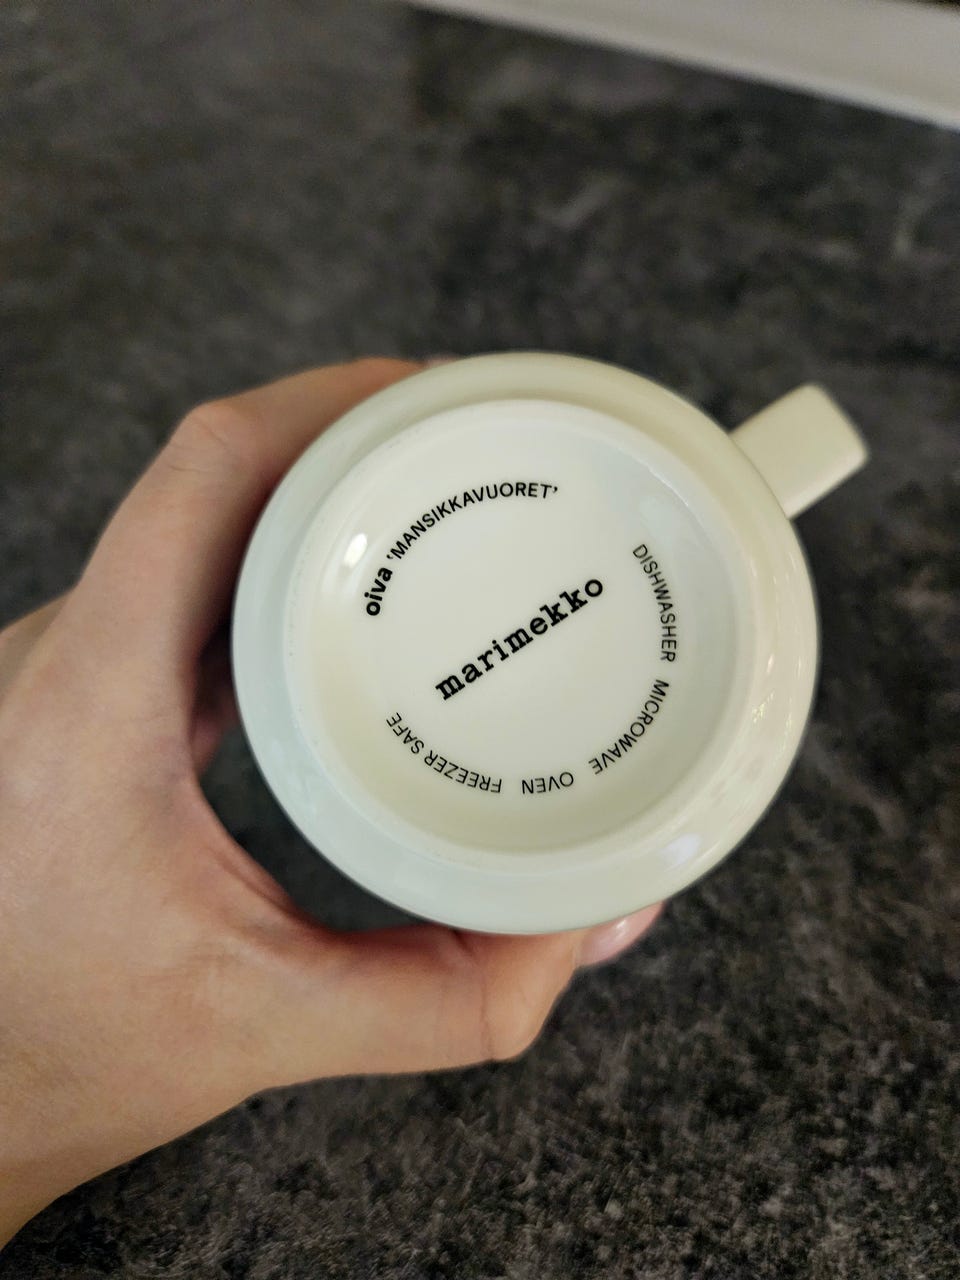 oiva 'MANSIKKAVUORET'
marimekko
DISHWASHER MICROWAVE OVEN FREEZER SAFE